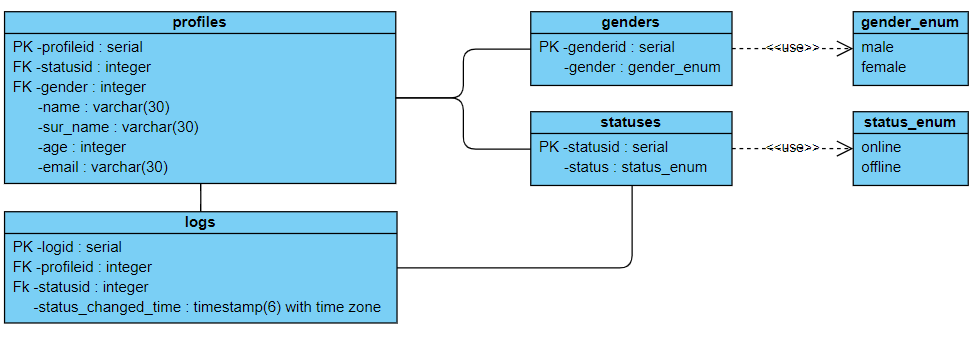 profiles
PK -profileid : serial
FK -statusid : integer
FK -gender : integer
-name : varchar(30)
-sur_name : varchar(30)
-age : integer
-email : varchar(30)
genders
PK -genderid : serial
-gender : gender_enum
<<use>>
gender_enum
male
female
statuses
PK -statusid : serial
-status : status_enum
<<use>>
status_enum
online
offline
logs
PK -logid : serial
FK -profileid : integer
Fk -statusid : integer
-status_changed_time : timestamp(6) with time zone